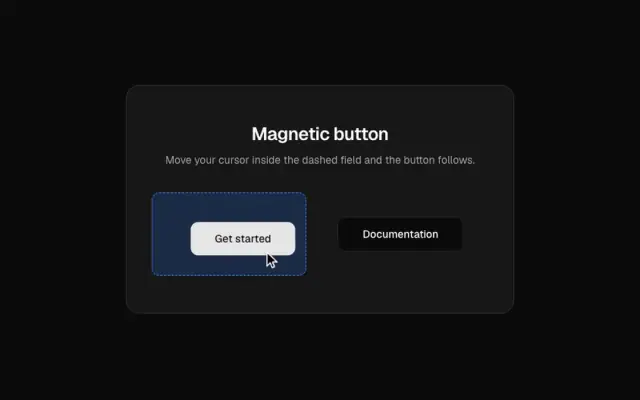 Magnetic button
Move your cursor inside the dashed field and the button follows.
Get started
Documentation